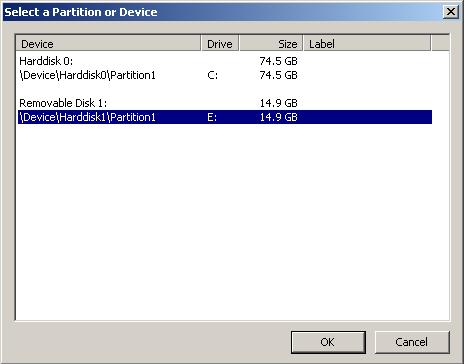 Select a Partition or Device
Device Drive Size Label
Harddisk 0: 74.5 GB
\Device\Harddisk0\Partition1 C: 74.5 GB
Removable Disk 1: 14.9 GB
\Device\Harddisk1\Partition1 E: 14.9 GB
OK Cancel